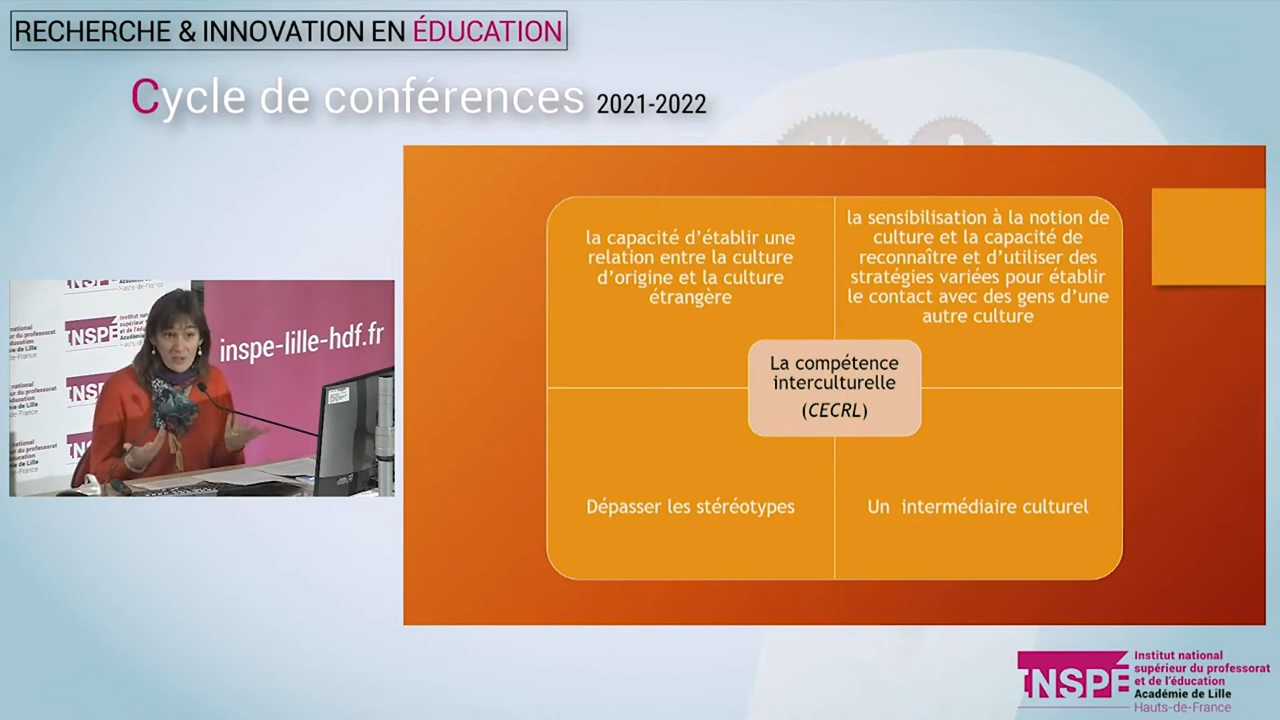 RECHERCHE & INNOVATION EN ÉDUCATION
Cycle de conférences 2021-2022
la capacité d'établir une
relation entre la culture
d'origine et la culture
étrangère
la sensibilisation à la notion de
culture et la capacité de
reconnaître et d'utiliser des
stratégies variées pour établir
le contact avec des gens d'une
autre culture
La compétence
interculturelle
(CECRL)
Dépasser les stéréotypes
Un intermédiaire culturel
inspe-lille-hdf.fr
INSPÉ
Institut national
supérieur du professorat
et de l'éducation
Académie de Lille
Hauts-de-France